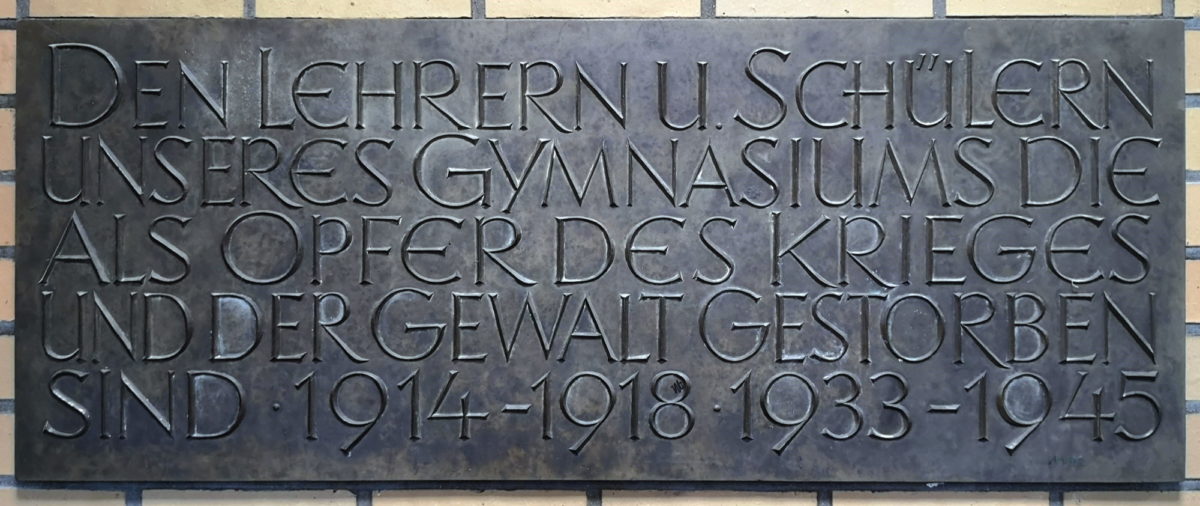 DEN LEHRERN U. SCHÜLERN
UNSERES GYMNASIUMS DIE
ALS OPFER DES KRIEGES
UND DER GEWALT GESTORBEN
SIND · 1914-1918 · 1933-1945